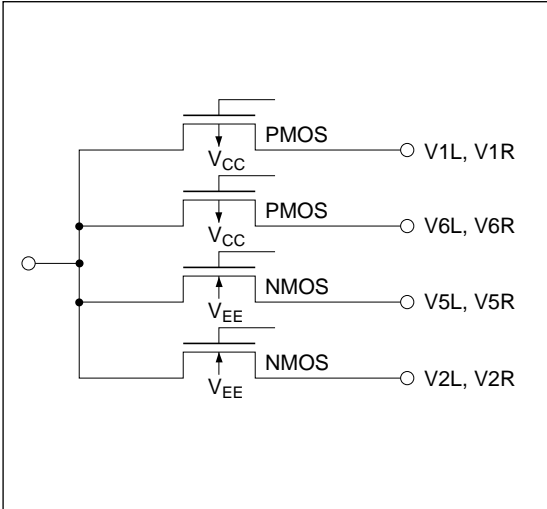 PMOS
V1L, V1R
VCC
PMOS
V6L, V6R
VCC
NMOS
V5L, V5R
VEE
NMOS
V2L, V2R
VEE